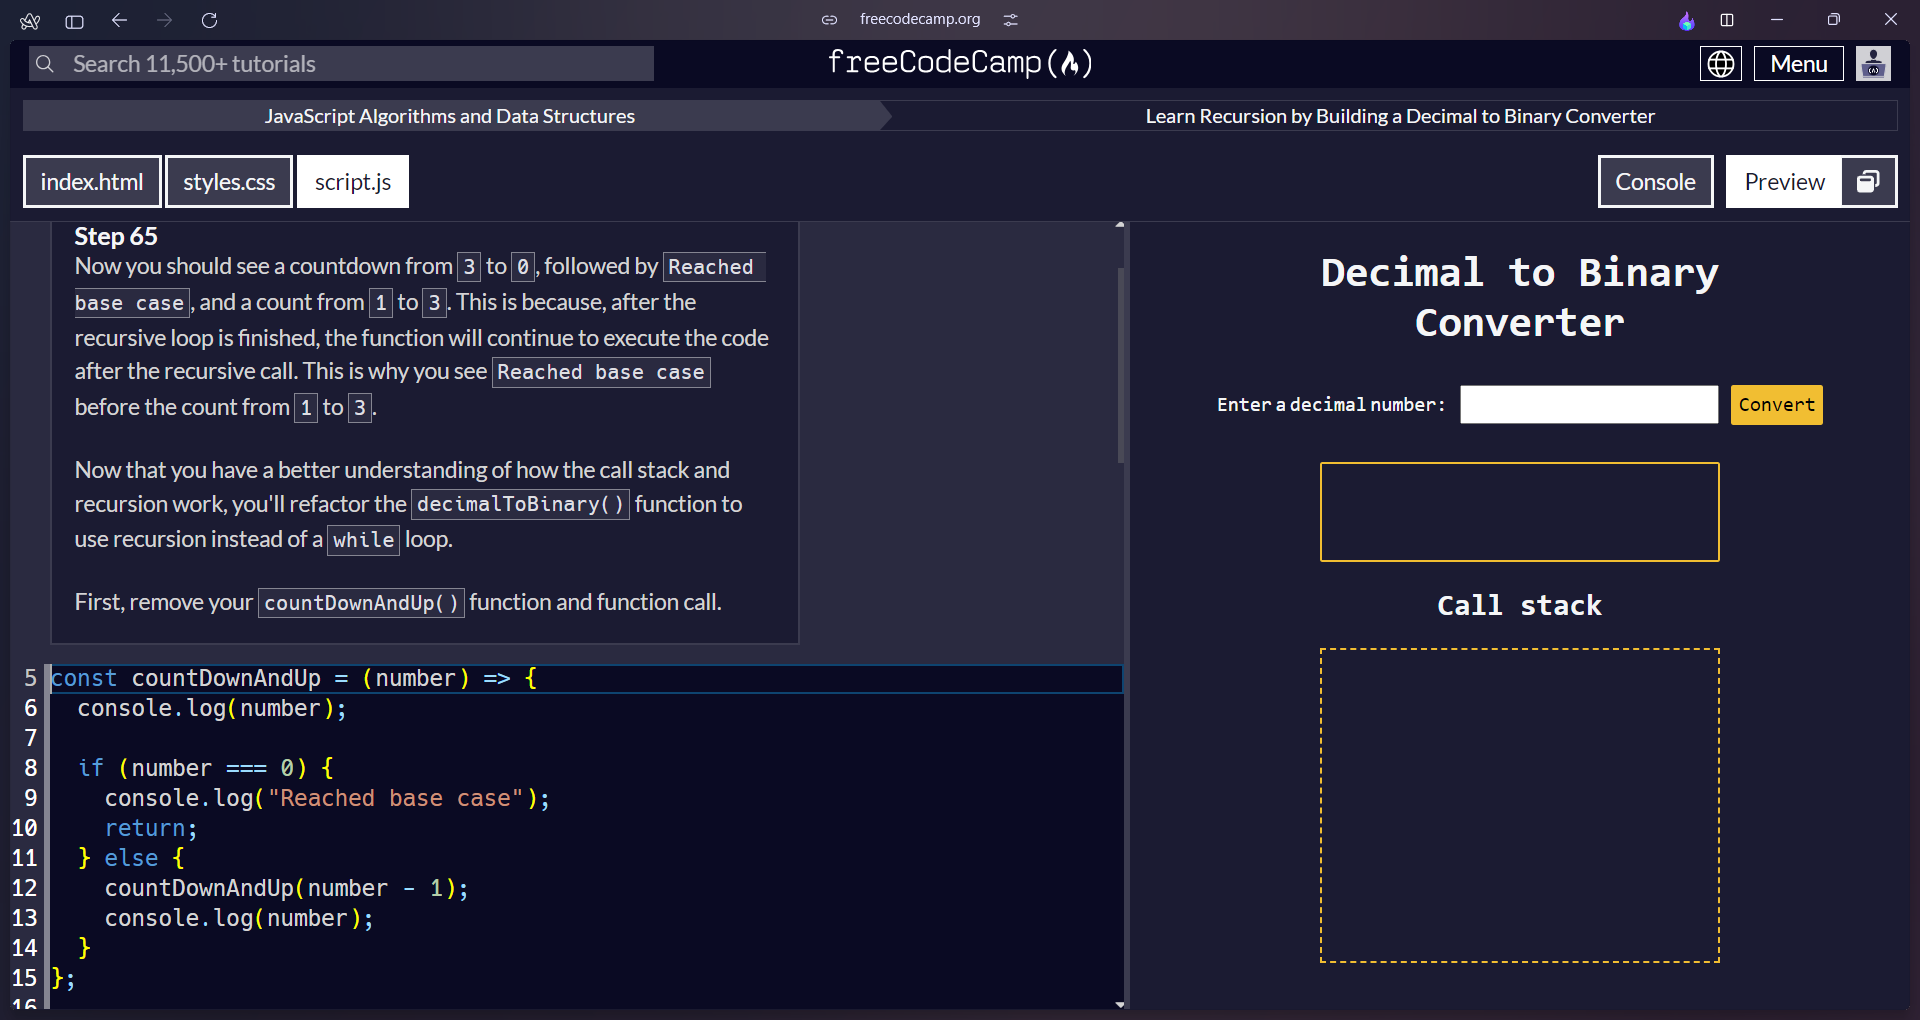 freecodecamp.org
Search 11,500+ tutorials
freeCodeCamp(🔥)
Menu
JavaScript Algorithms and Data Structures
Learn Recursion by Building a Decimal to Binary Converter
index.html
styles.css
script.js
Console
Preview
Step 65
Now you should see a countdown from 3 to 0, followed by Reached
base case, and a count from 1 to 3. This is because, after the
recursive loop is finished, the function will continue to execute the code
after the recursive call. This is why you see Reached base case
before the count from 1 to 3.
Now that you have a better understanding of how the call stack and
recursion work, you'll refactor the decimalToBinary() function to
use recursion instead of a while loop.
First, remove your countDownAndUp() function and function call.
5 const countDownAndUp = (number) => {
6 console.log(number);
7
8 if (number === 0) {
9 console.log("Reached base case");
10 return;
11 } else {
12 countDownAndUp(number - 1);
13 console.log(number);
14 }
15 };
16
Decimal to Binary
Converter
Enter a decimal number:
Convert
Call stack